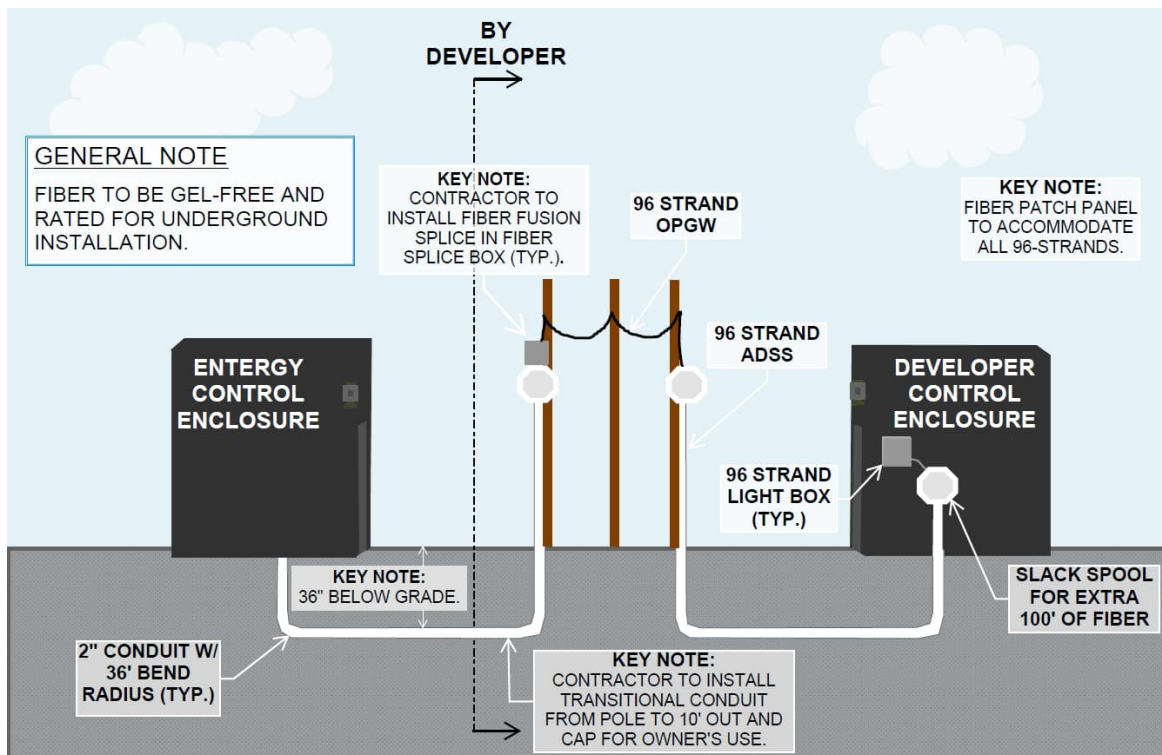 BY
DEVELOPER
GENERAL NOTE
FIBER TO BE GEL-FREE AND
RATED FOR UNDERGROUND
INSTALLATION.
KEY NOTE:
CONTRACTOR TO
INSTALL FIBER FUSION
SPLICE IN FIBER
SPLICE BOX (TYP.).
96 STRAND
OPGW
KEY NOTE:
FIBER PATCH PANEL
TO ACCOMMODATE
ALL 96-STRANDS.
ENTERGY
CONTROL
ENCLOSURE
96 STRAND
ADSS
DEVELOPER
CONTROL
ENCLOSURE
96 STRAND
LIGHT BOX
(TYP.)
KEY NOTE:
36" BELOW GRADE.
SLACK SPOOL
FOR EXTRA
100' OF FIBER
2" CONDUIT W/
36' BEND
RADIUS (TYP.)
KEY NOTE:
CONTRACTOR TO INSTALL
TRANSITIONAL CONDUIT
FROM POLE TO 10' OUT AND
CAP FOR OWNER'S USE.